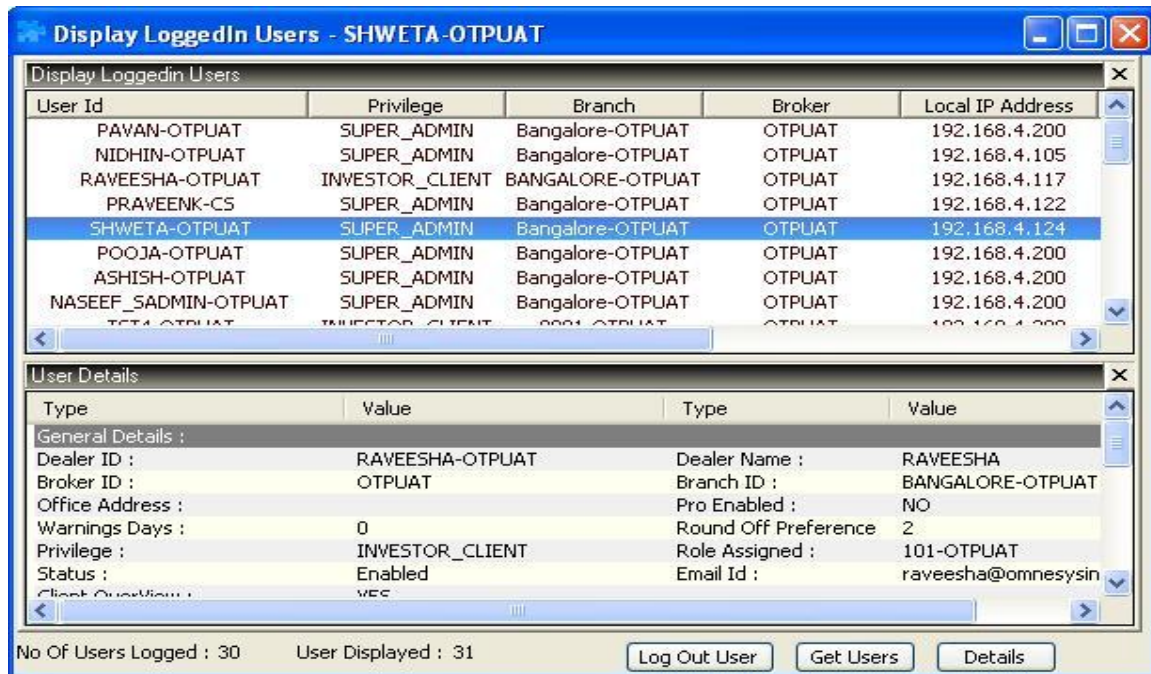 Display LoggedIn Users - SHWETA-OTPUAT
Display Loggedin Users
User Id Privilege Branch Broker Local IP Address
PAVAN-OTPUAT SUPER_ADMIN Bangalore-OTPUAT OTPUAT 192.168.4.200
NIDHIN-OTPUAT SUPER_ADMIN Bangalore-OTPUAT OTPUAT 192.168.4.105
RAVEESHA-OTPUAT INVESTOR_CLIENT BANGALORE-OTPUAT OTPUAT 192.168.4.117
PRAVEENK-CS SUPER_ADMIN Bangalore-OTPUAT OTPUAT 192.168.4.122
SHWETA-OTPUAT SUPER_ADMIN Bangalore-OTPUAT OTPUAT 192.168.4.124
POOJA-OTPUAT SUPER_ADMIN Bangalore-OTPUAT OTPUAT 192.168.4.200
ASHISH-OTPUAT SUPER_ADMIN Bangalore-OTPUAT OTPUAT 192.168.4.200
NASEEF_SADMIN-OTPUAT SUPER_ADMIN Bangalore-OTPUAT OTPUAT 192.168.4.200
INVESTOR_CLIENT OTPUAT
User Details
Type Value Type Value
General Details :
Dealer ID : RAVEESHA-OTPUAT Dealer Name : RAVEESHA
Broker ID : OTPUAT Branch ID : BANGALORE-OTPUAT
Office Address : Pro Enabled : NO
Warnings Days : 0 Round Off Preference 2
Privilege : INVESTOR_CLIENT Role Assigned : 101-OTPUAT
Status : Enabled Email Id : raveesha@omnesysin
Client OverView : YES
No Of Users Logged : 30 User Displayed : 31 Log Out User Get Users Details